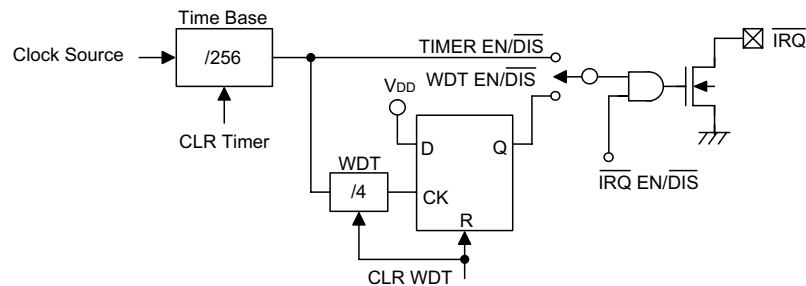 Time Base
Clock Source
/256
TIMER EN/DIS
IRQ
WDT EN/DIS
VDD
CLR Timer
D
Q
WDT
/4
CK
IRQ EN/DIS
R
CLR WDT